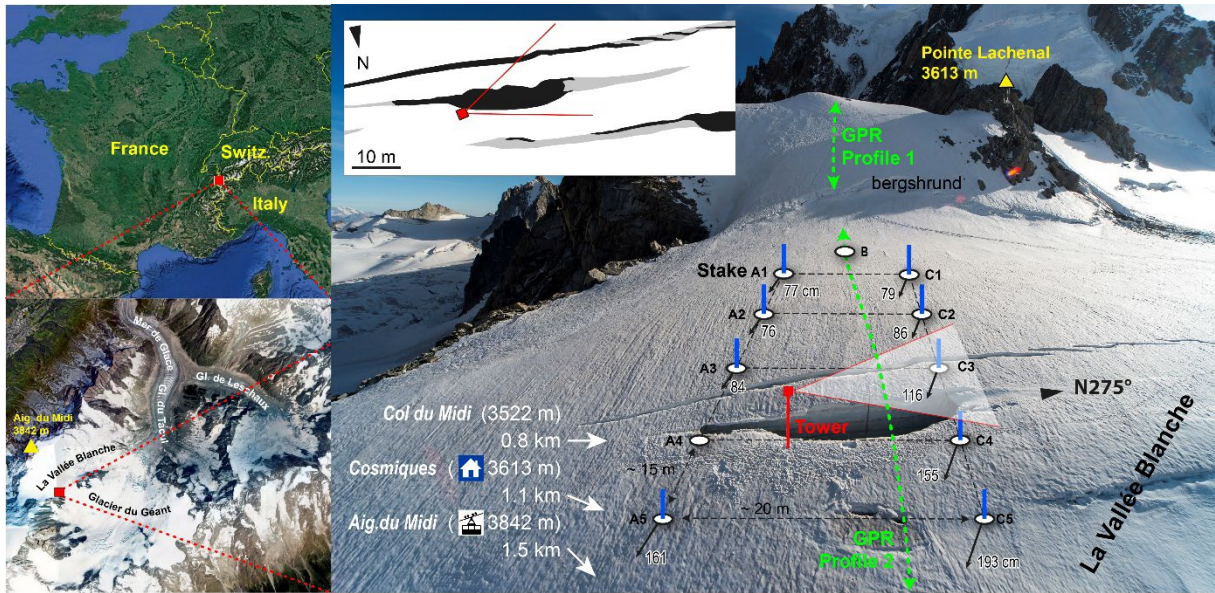 France
Switz.
Italy
Mer de Glace
Gl. de Leschaux
Gl. du Tacul
Aig. du Midi
3842 m
La Vallée Blanche
Glacier du Géant
N
10 m
Pointe Lachenal
3613 m
GPR
Profile 1
bergshrund
B
Stake A1
C1
77 cm
79
A2
C2
76
86
A3
C3
84
116
N275°
Col du Midi (3522 m)
0.8 km
Tower
A4
C4
Cosmiques ( 3613 m)
1.1 km
~ 15 m
155
Aig.du Midi ( 3842 m)
1.5 km
A5
~ 20 m
C5
GPR
Profile 2
161
193 cm
La Vallée Blanche